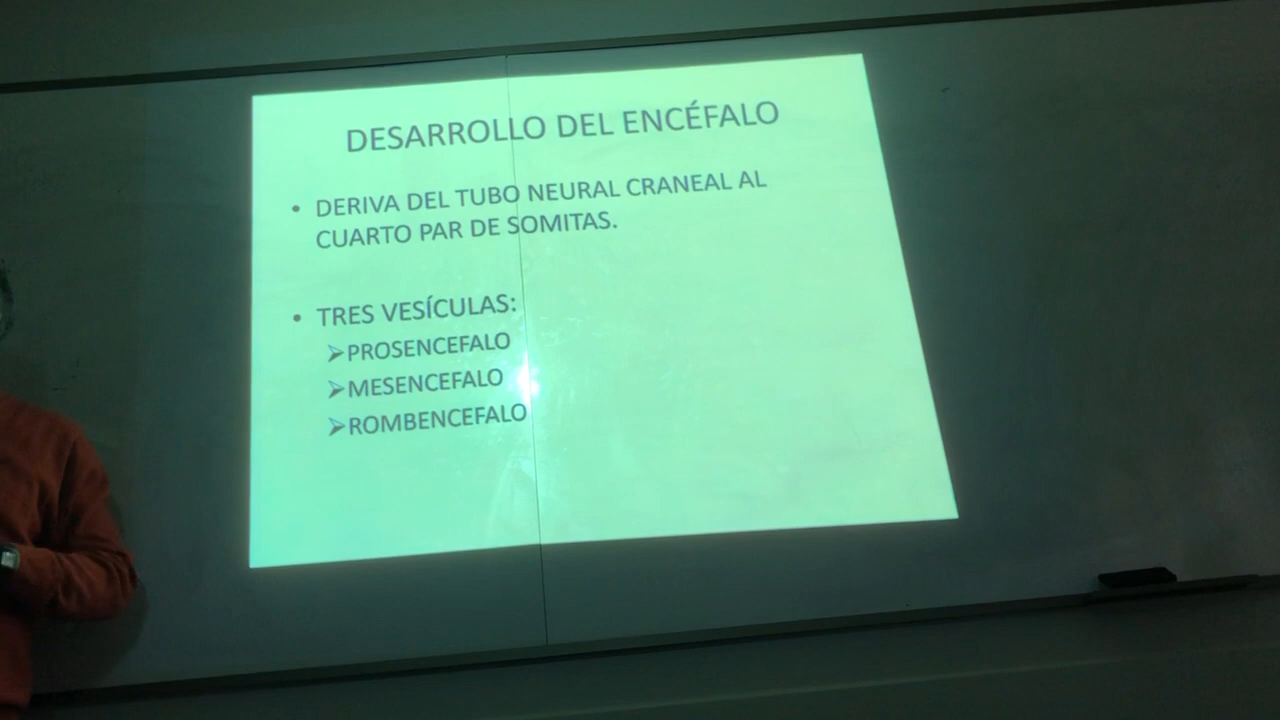 DESARROLLO DEL ENCÉFALO
• DERIVA DEL TUBO NEURAL CRANEAL AL
CUARTO PAR DE SOMITAS.
• TRES VESÍCULAS:
➢PROSENCEFALO
➢MESENCEFALO
➢ROMBENCEFALO